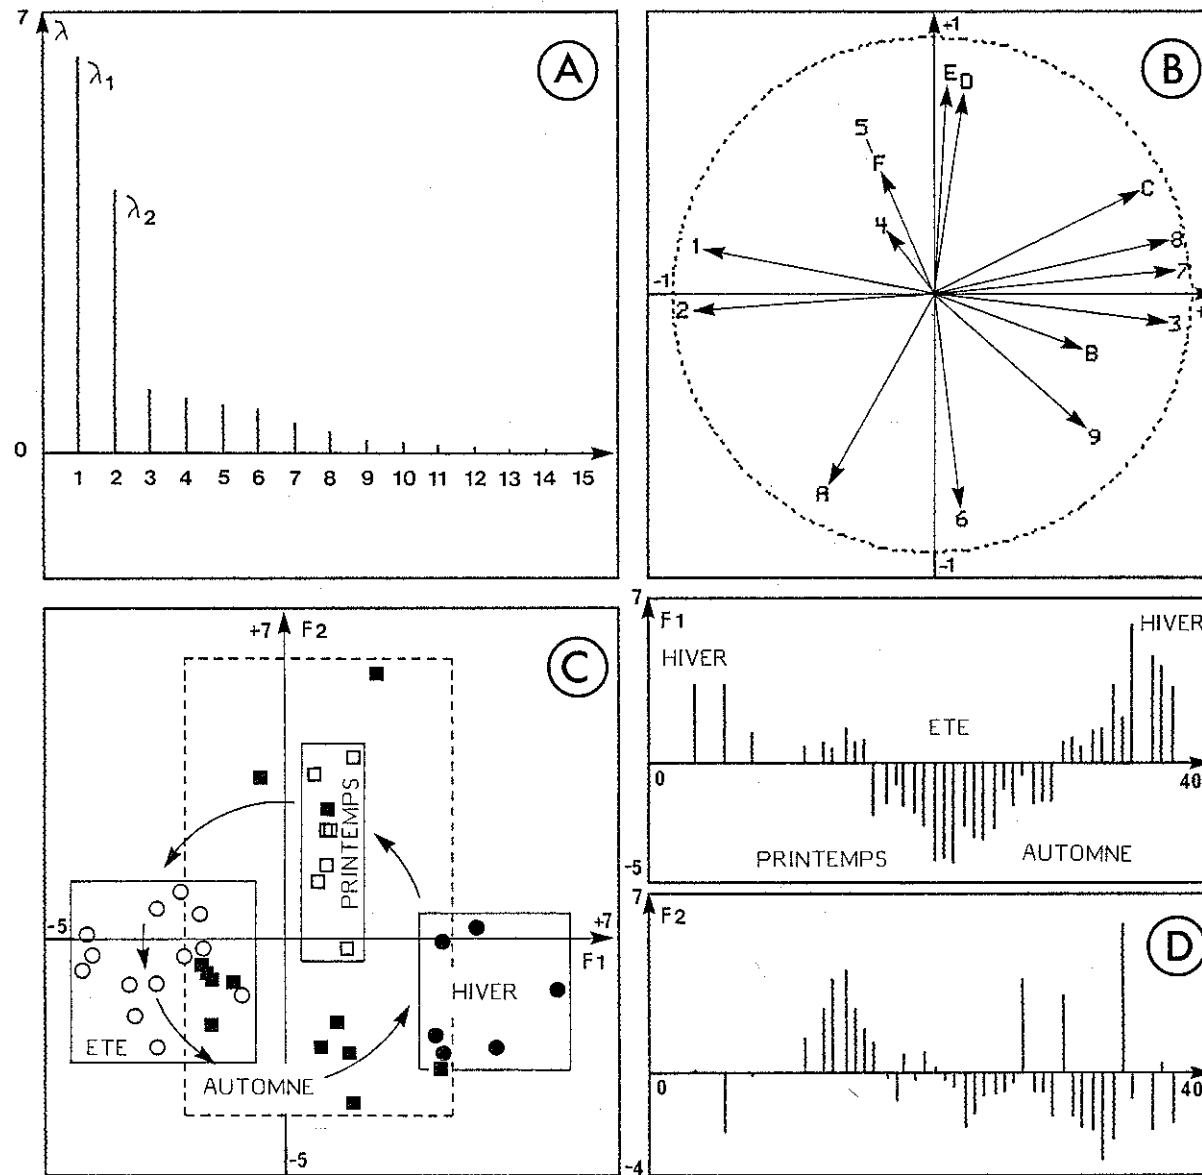 7
λ
λ1
λ2
0
1 2 3 4 5 6 7 8 9 10 11 12 13 14 15
A
+1
B
E D
5
F
C
4
8
1
7
-1
+
2
3
B
9
A
6
-1
+7 F2
C
PRINTEMPS
-5
+7
F1
HIVER
ETE
AUTOMNE
-5
7
F1
HIVER
HIVER
ETE
0
40
PRINTEMPS
AUTOMNE
-5
7
F2
D
0
40
-4